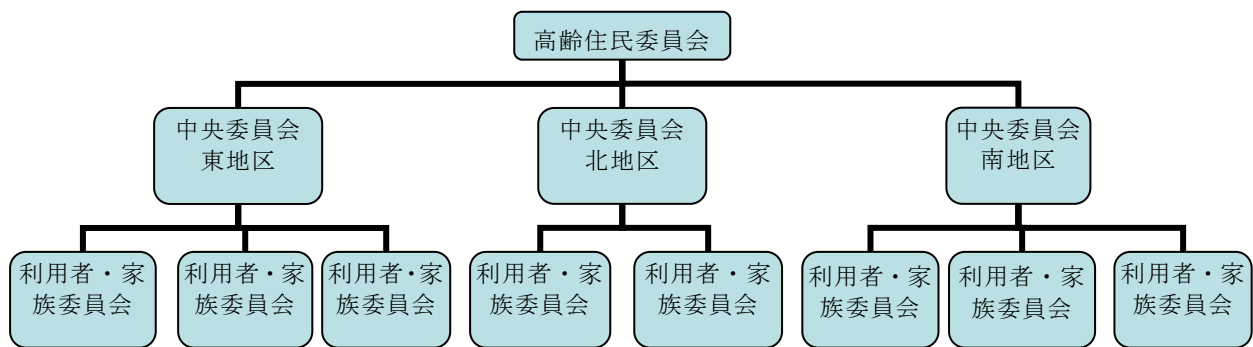 高齢住民委員会
中央委員会
東地区
中央委員会
北地区
中央委員会
南地区
利用者・家
族委員会
利用者・家
族委員会
利用者・家
族委員会
利用者・家
族委員会
利用者・家
族委員会
利用者・家
族委員会
利用者・家
族委員会
利用者・家
族委員会